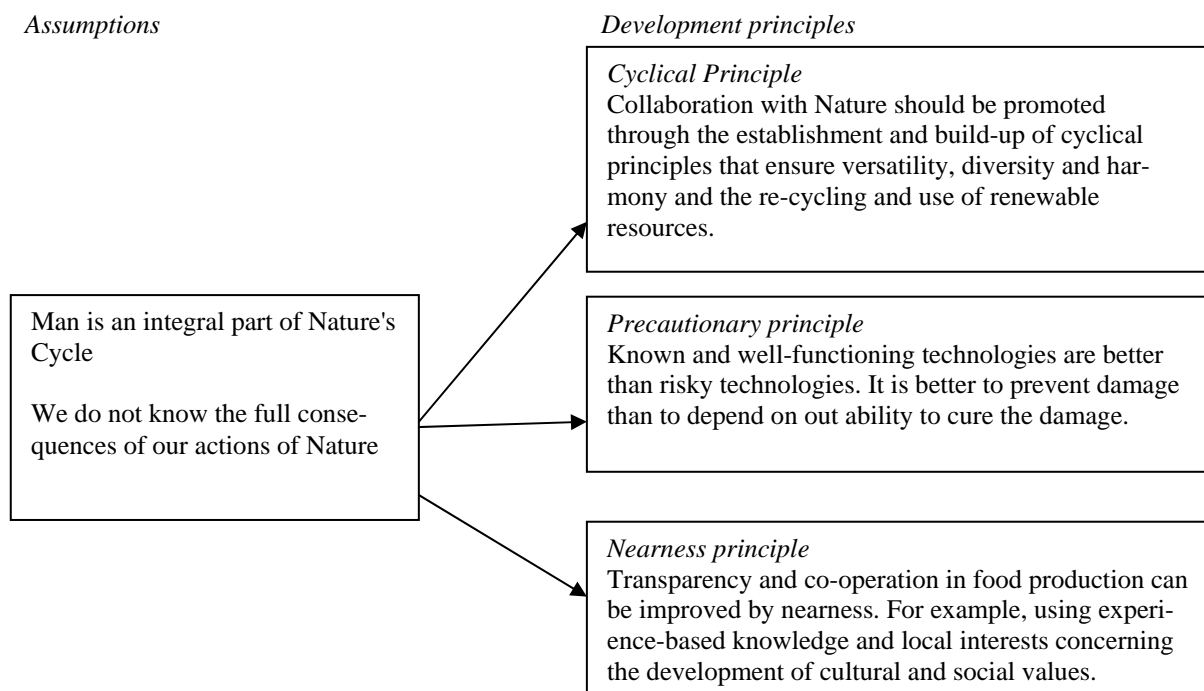 Assumptions
Development principles
Cyclical Principle
Collaboration with Nature should be promoted
through the establishment and build-up of cyclical
principles that ensure versatility, diversity and har-
mony and the re-cycling and use of renewable
resources.
Man is an integral part of Nature's
Cycle
We do not know the full conse-
quences of our actions of Nature
Precautionary principle
Known and well-functioning technologies are better
than risky technologies. It is better to prevent damage
than to depend on out ability to cure the damage.
Nearness principle
Transparency and co-operation in food production can
be improved by nearness. For example, using experi-
ence-based knowledge and local interests concerning
the development of cultural and social values.